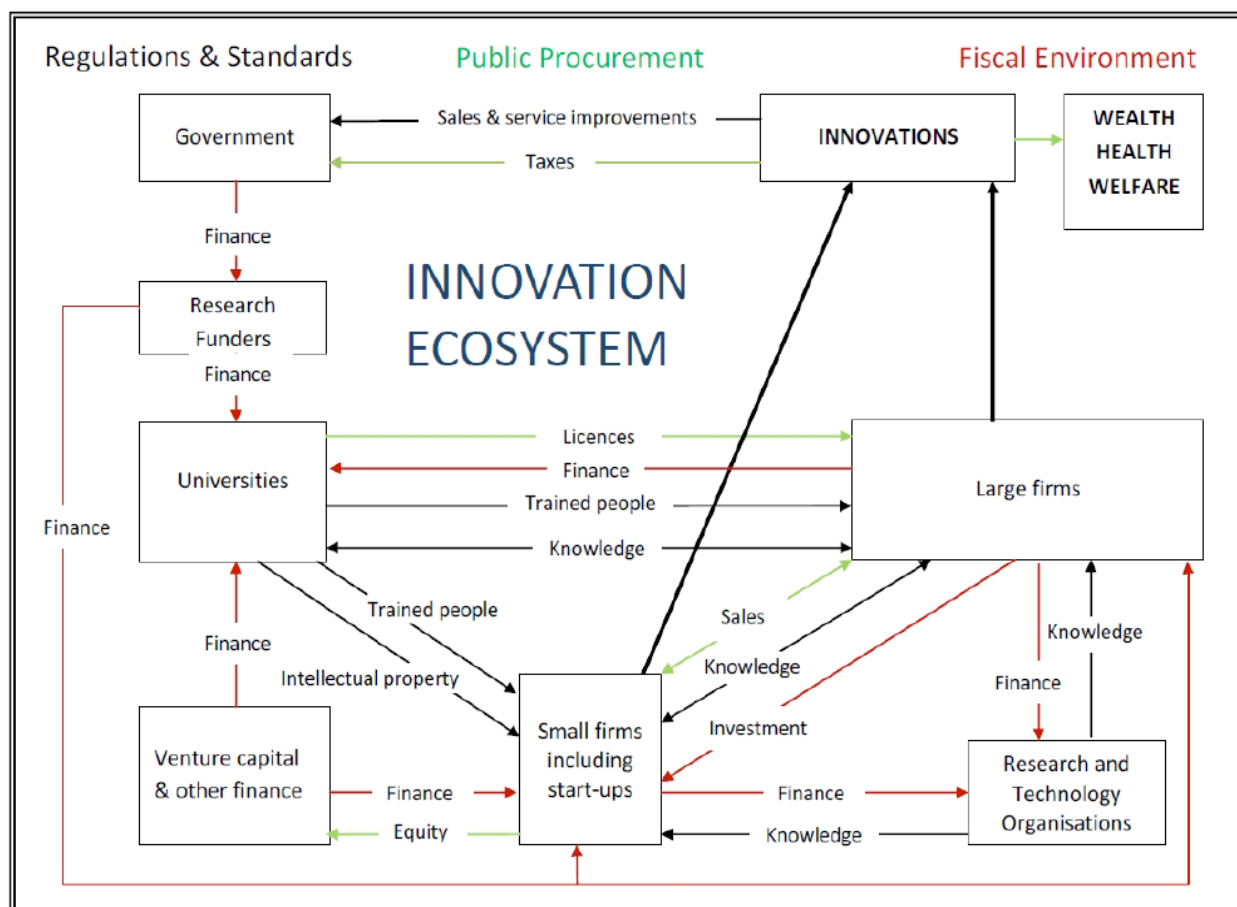 Regulations & Standards
Public Procurement
Fiscal Environment
Government
Sales & service improvements
Taxes
INNOVATIONS
WEALTH
HEALTH
WELFARE
Finance
INNOVATION
ECOSYSTEM
Research
Funders
Finance
Universities
Licences
Finance
Trained people
Knowledge
Large firms
Finance
Trained people
Intellectual property
Finance
Sales
Knowledge
Investment
Knowledge
Finance
Venture capital
& other finance
Finance
Equity
Small firms
including
start-ups
Finance
Knowledge
Research and
Technology
Organisations